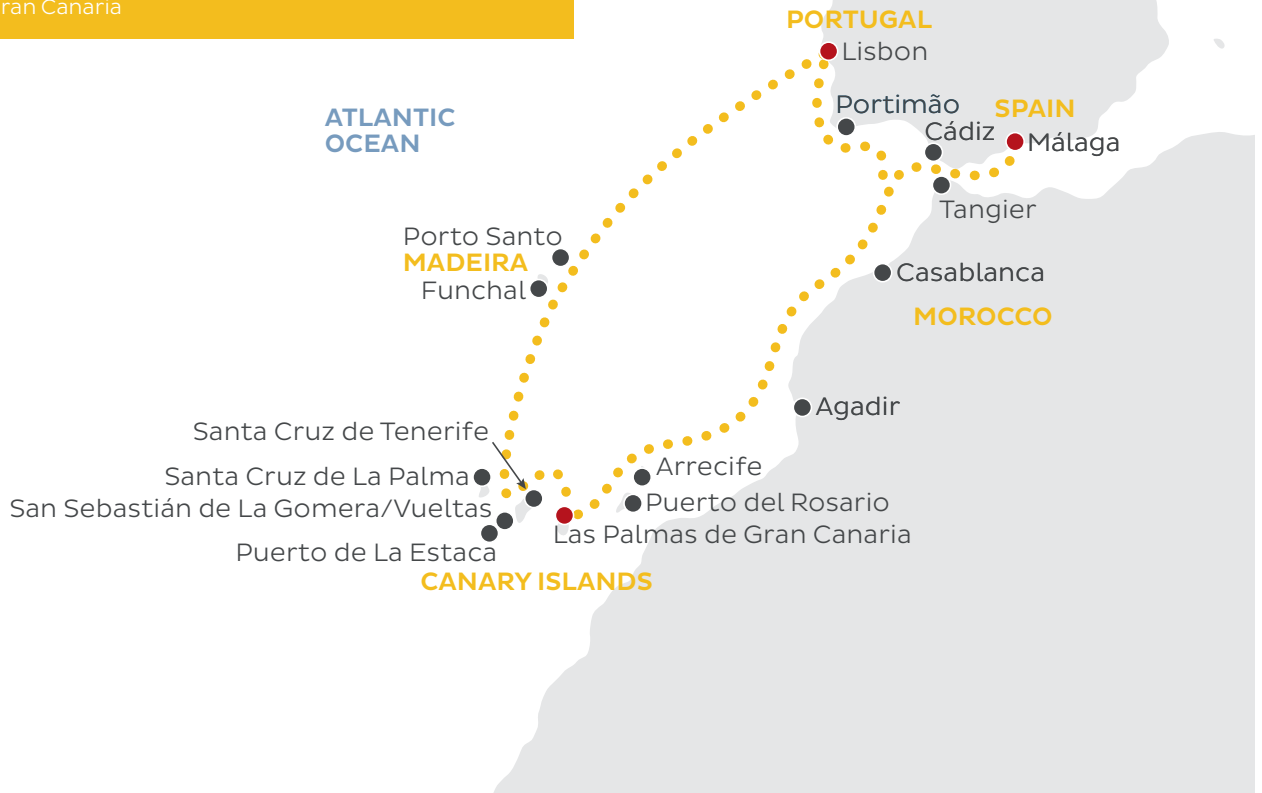 Gran Canaria
PORTUGAL
Lisbon
ATLANTIC
OCEAN
Portimão
SPAIN
Cádiz
Málaga
Tangier
Porto Santo
MADEIRA
Funchal
Casablanca
MOROCCO
Agadir
Santa Cruz de Tenerife
Santa Cruz de La Palma
Arrecife
San Sebastián de La Gomera/Vueltas
Puerto del Rosario
Las Palmas de Gran Canaria
Puerto de La Estaca
CANARY ISLANDS